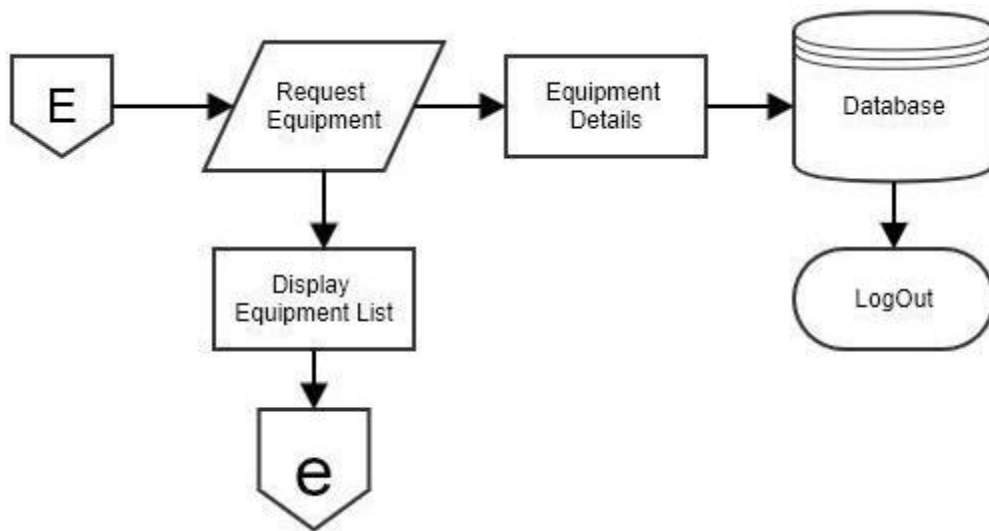 E
Request
Equipment
Equipment
Details
Database
Display
Equipment List
LogOut
e